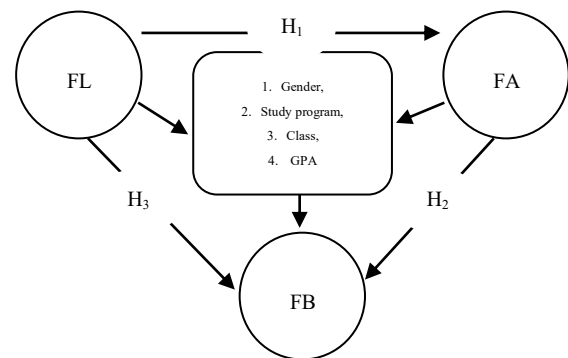 H₁
FL
FA
1. Gender,
2. Study program,
3. Class,
4. GPA
H₃
H₂
FB